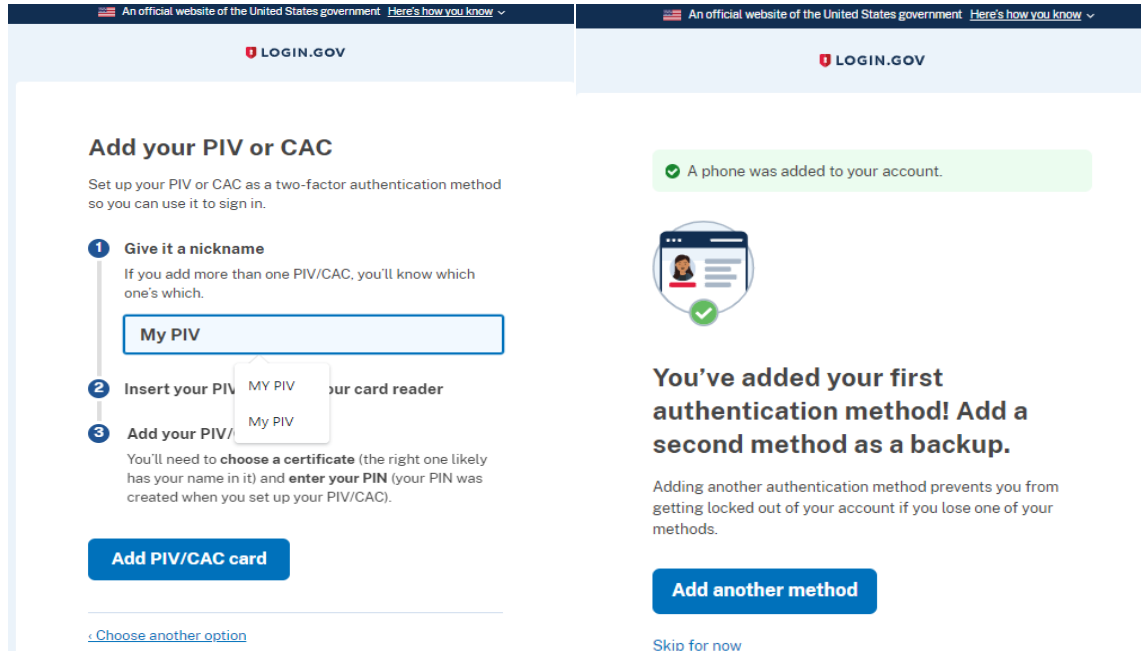 An official website of the United States government Here's how you know
LOGIN.GOV
Add your PIV or CAC
Set up your PIV or CAC as a two-factor authentication method
so you can use it to sign in.
1 Give it a nickname
If you add more than one PIV/CAC, you'll know which
one's which.
My PIV
MY PIV
My PIV
2 Insert your PIV our card reader
3 Add your PIV/
You'll need to choose a certificate (the right one likely
has your name in it) and enter your PIN (your PIN was
created when you set up your PIV/CAC).
Add PIV/CAC card
‹ Choose another option
An official website of the United States government Here's how you know
LOGIN.GOV
A phone was added to your account.
You've added your first
authentication method! Add a
second method as a backup.
Adding another authentication method prevents you from
getting locked out of your account if you lose one of your
methods.
Add another method
Skip for now